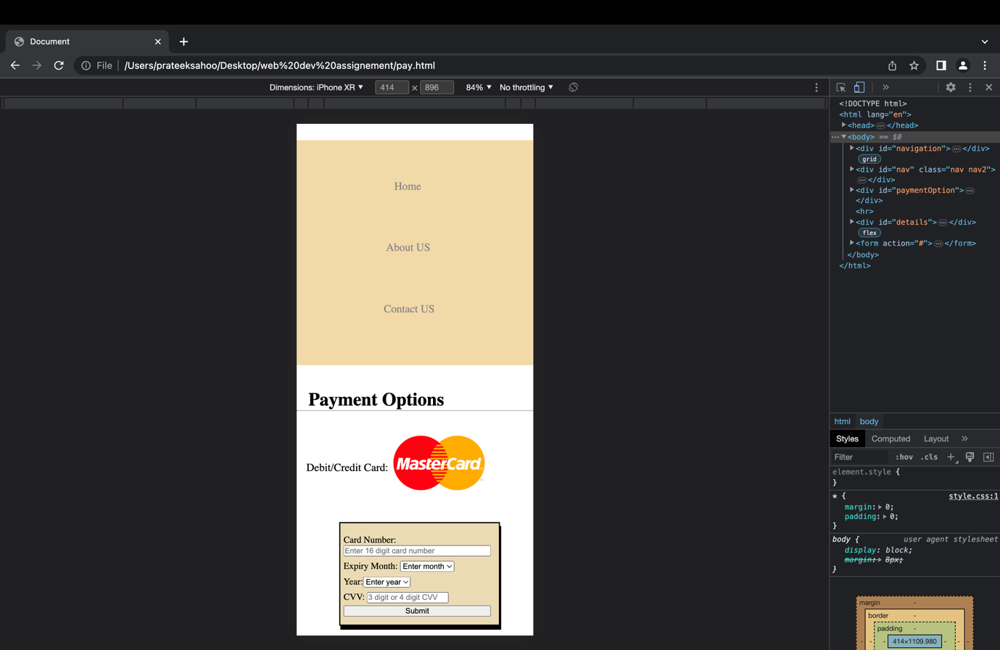 Document
File
/Users/prateeksahoo/Desktop/web%20dev%20assignement/pay.html
Dimensions: iPhone XR ▼ 414 × 896 84% ▼ No throttling ▼
Home
About US
Contact US
Payment Options
Debit/Credit Card: MasterCard
Card Number:
Enter 16 digit card number
Expiry Month: Enter month
Year: Enter year
CVV: 3 digit or 4 digit CVV
Submit
<!DOCTYPE html>
<html lang="en">
▶<head>…</head>
…▼<body> == $0
▶<div id="navigation">…</div>
grid
▶<div id="nav" class="nav nav2">
…</div>
▶<div id="paymentOption">…
</div>
<hr>
▶<div id="details">…</div>
flex
▶<form action="#">…</form>
</body>
</html>
html body
Styles Computed Layout »
Filter :hov .cls +
element.style {
}
* { style.css:1
margin:▶ 0;
padding:▶ 0;
}
body { user agent stylesheet
display: block;
margin:▶ 8px;
}
margin -
border -
padding -
- - - 414×1109.980 - - -